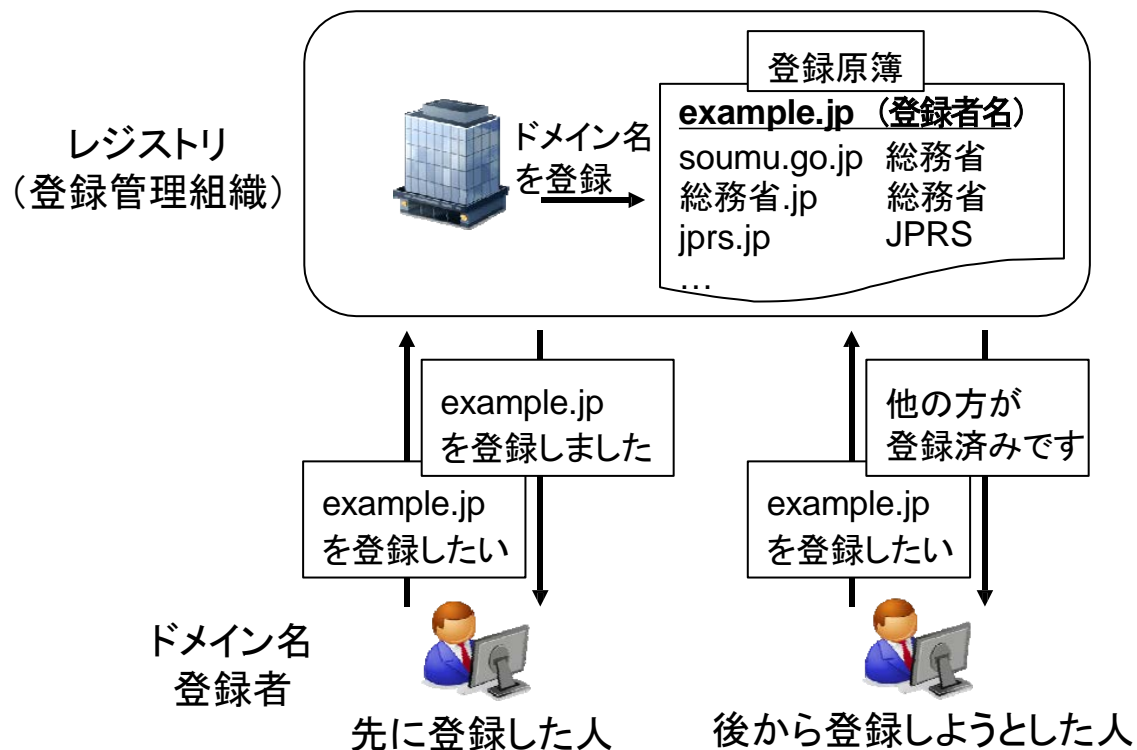 登録原簿
レジストリ
（登録管理組織）
ドメイン名
を登録
example.jp （登録者名）
soumu.go.jp 総務省
総務省.jp 総務省
jprs.jp JPRS
…
example.jp
を登録しました
example.jp
を登録したい
他の方が
登録済みです
example.jp
を登録したい
ドメイン名
登録者
先に登録した人
後から登録しようとした人